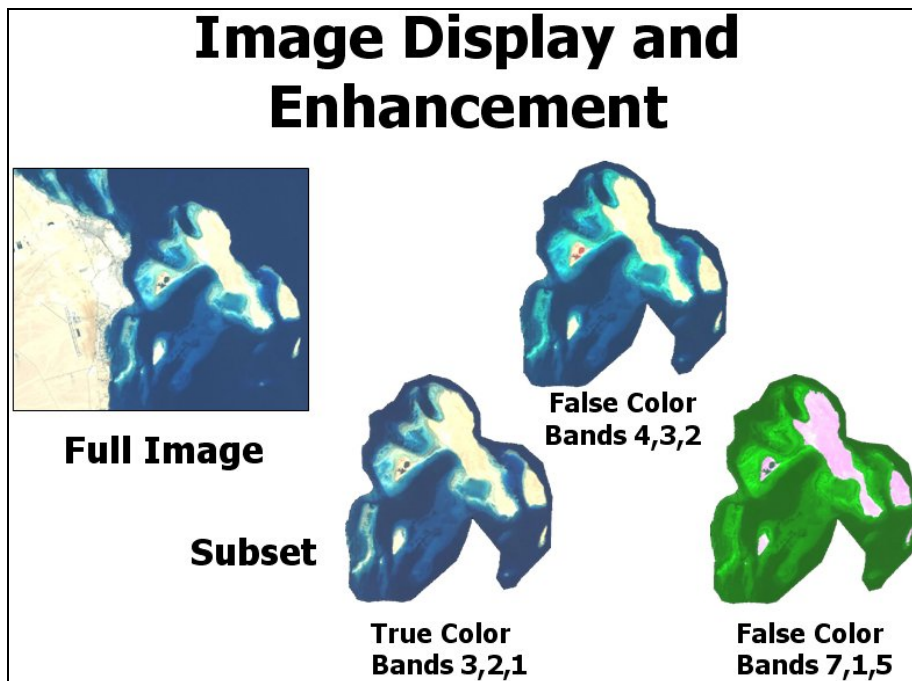 Image Display and
Enhancement
Full Image
False Color
Bands 4,3,2
Subset
True Color
Bands 3,2,1
False Color
Bands 7,1,5